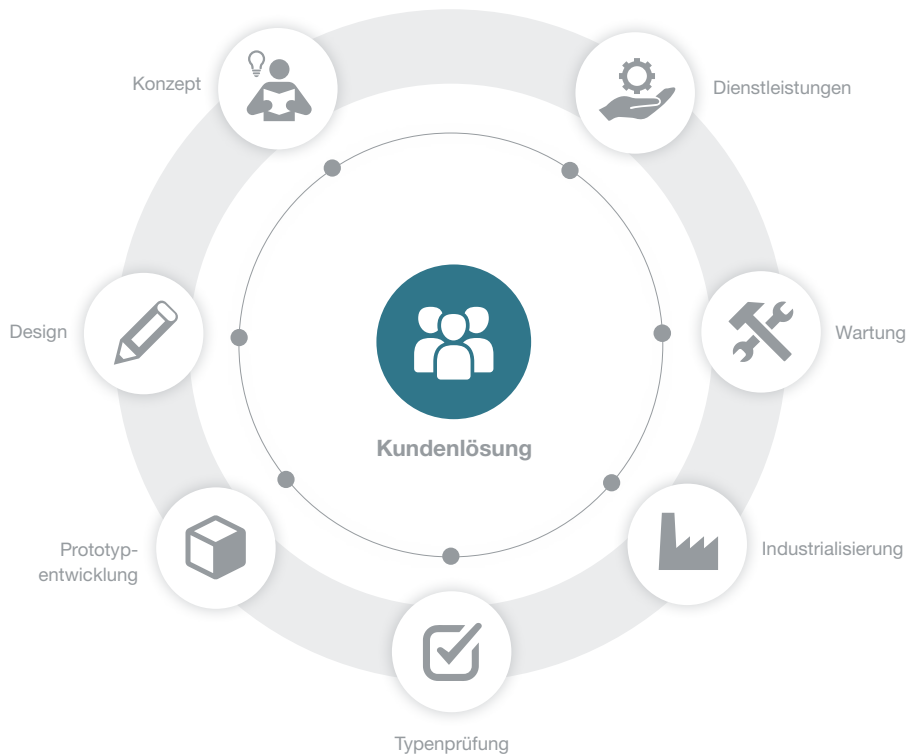 Konzept
Dienstleistungen
Design
Wartung
Kundenlösung
Prototyp-
entwicklung
Industrialisierung
Typenprüfung